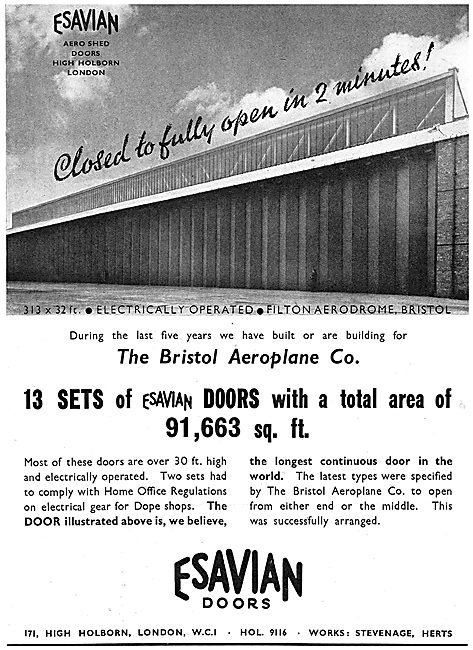 ESAVIAN
AERO SHED
DOORS
HIGH HOLBORN
LONDON
Closed to fully open in 2 minutes!
313 x 32 ft. ● ELECTRICALLY OPERATED ● FILTON AERODROME, BRISTOL
During the last five years we have built or are building for
The Bristol Aeroplane Co.
13 SETS of ESAVIAN DOORS with a total area of
91,663 sq. ft.
Most of these doors are over 30 ft. high
and electrically operated. Two sets had
to comply with Home Office Regulations
on electrical gear for Dope shops. The
DOOR illustrated above is, we believe,
the longest continuous door in the
world. The latest types were specified
by The Bristol Aeroplane Co. to open
from either end or the middle. This
was successfully arranged.
ESAVIAN
DOORS
171, HIGH HOLBORN, LONDON, W.C.1 · HOL. 9116 · WORKS: STEVENAGE, HERTS